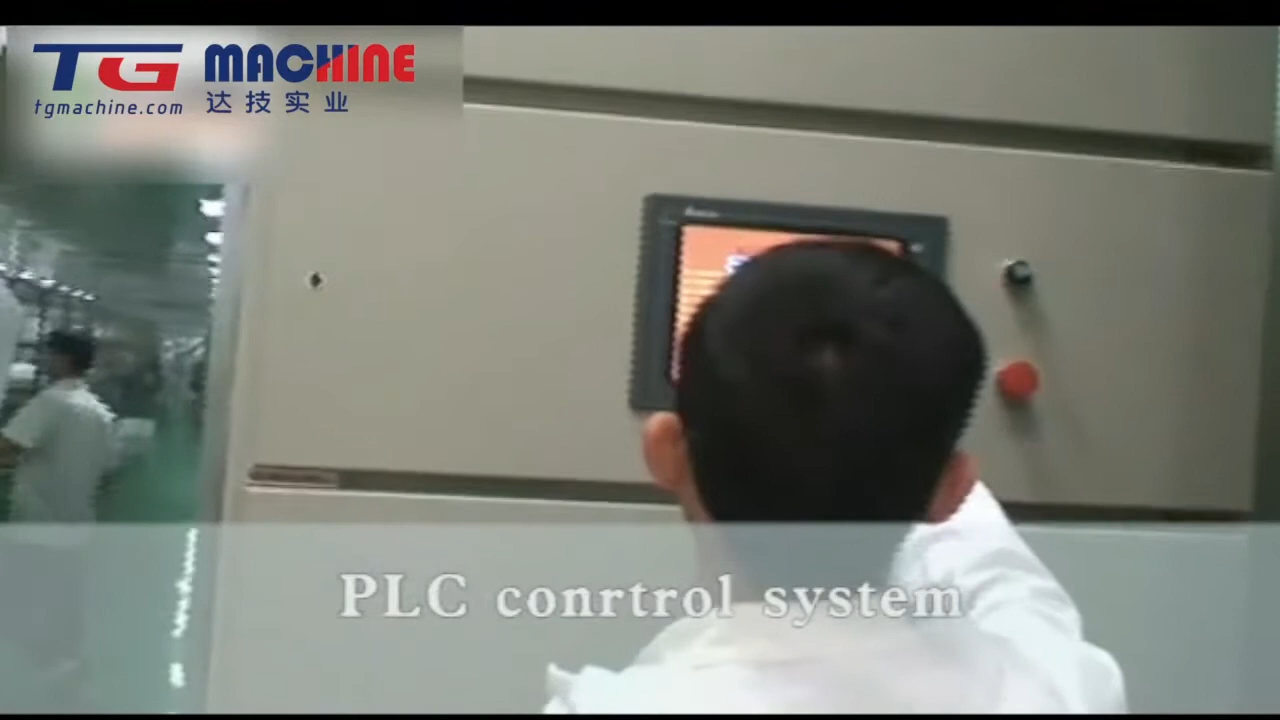 TG MACHINE
tgmachine.com 达技实业
PLC conrtrol system